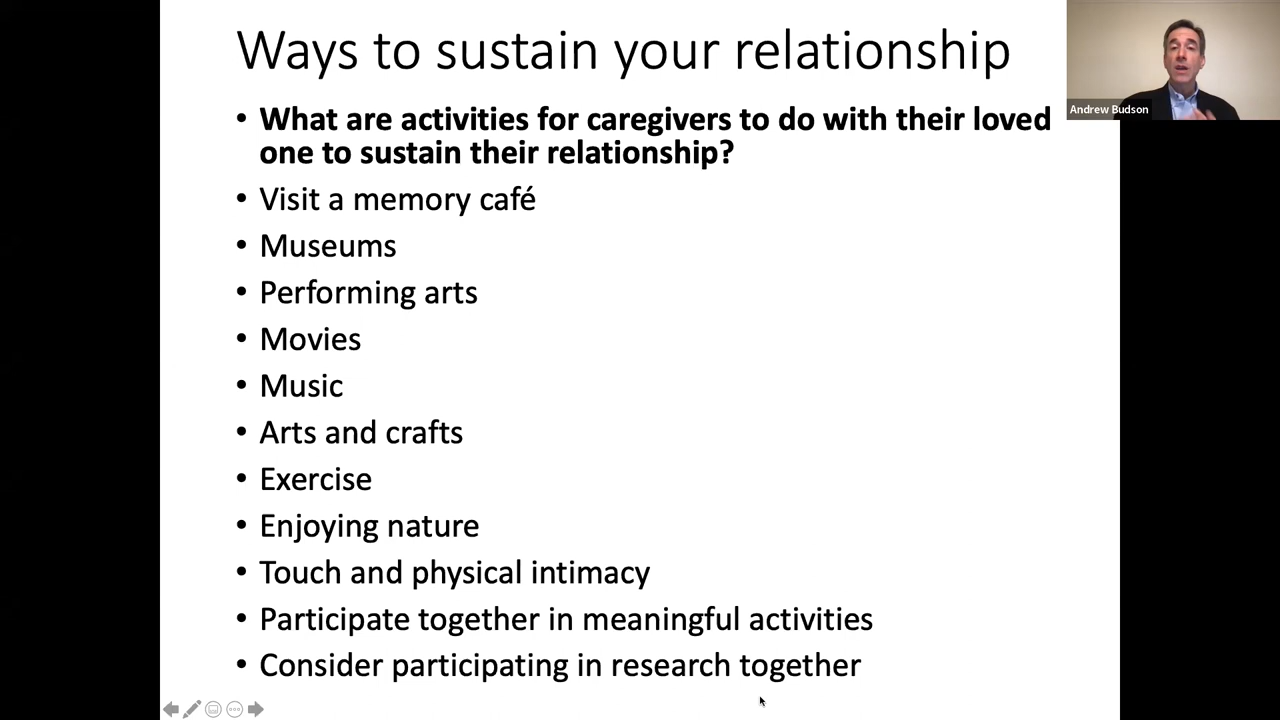 Ways to sustain your relationship
Andrew Budson
• What are activities for caregivers to do with their loved
one to sustain their relationship?
• Visit a memory café
• Museums
• Performing arts
• Movies
• Music
• Arts and crafts
• Exercise
• Enjoying nature
• Touch and physical intimacy
• Participate together in meaningful activities
• Consider participating in research together